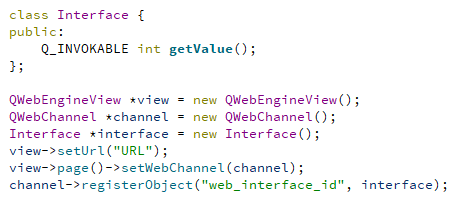 class Interface {
public:
    Q_INVOKABLE int getValue();
};

QWebEngineView *view = new QWebEngineView();
QWebChannel *channel = new QWebChannel();
Interface *interface = new Interface();
view->setUrl("URL");
view->page()->setWebChannel(channel);
channel->registerObject("web_interface_id", interface);